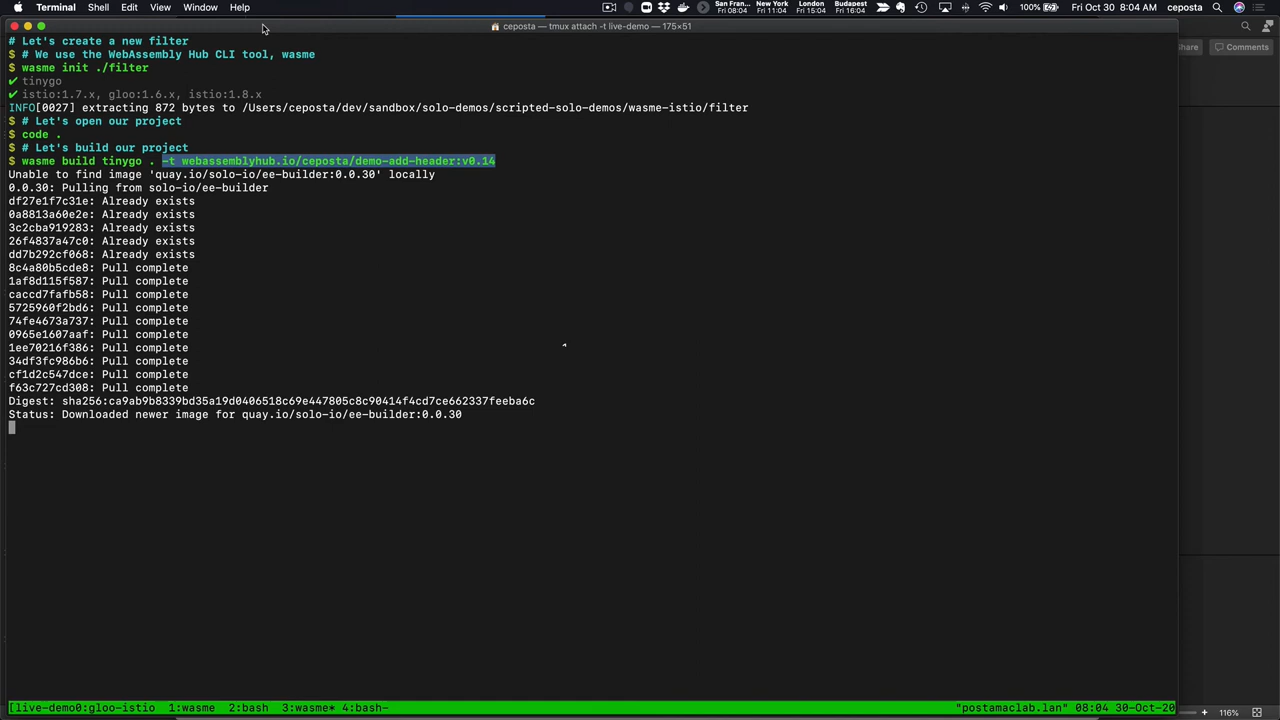 Terminal Shell Edit View Window Help
San Fran... Fri 08:04 New York Fri 11:04 London Fri 15:04 Budapest Fri 16:04 100% Fri Oct 30 8:04 AM ceposta
ceposta — tmux attach -t live-demo — 175×51
Share Comments
# Let's create a new filter
$ # We use the WebAssembly Hub CLI tool, wasme
$ wasme init ./filter
✔ tinygo
✔ istio:1.7.x, gloo:1.6.x, istio:1.8.x
INFO[0027] extracting 872 bytes to /Users/ceposta/dev/sandbox/solo-demos/scripted-solo-demos/wasme-istio/filter
$ # Let's open our project
$ code .
$ # Let's build our project
$ wasme build tinygo . -t webassemblyhub.io/ceposta/demo-add-header:v0.14
Unable to find image 'quay.io/solo-io/ee-builder:0.0.30' locally
0.0.30: Pulling from solo-io/ee-builder
df27e1f7c31e: Already exists
0a8813a60e2e: Already exists
3c2cba919283: Already exists
26f4837a47c0: Already exists
dd7b292cf068: Already exists
8c4a80b5cde8: Pull complete
1af8d115f587: Pull complete
caccd7fafb58: Pull complete
5725960f2bd6: Pull complete
74fe4673a737: Pull complete
0965e1607aaf: Pull complete
1ee70216f386: Pull complete
34df3fc986b6: Pull complete
cf1d2c547dce: Pull complete
f63c727cd308: Pull complete
Digest: sha256:ca9ab9b8339bd35a19d0406518c69e447805c8c90414f4cd7ce662337feeba6c
Status: Downloaded newer image for quay.io/solo-io/ee-builder:0.0.30
[live-demo0:gloo-istio 1:wasme 2:bash 3:wasme* 4:bash- "postamaclab.lan" 08:04 30-Oct-20
116%